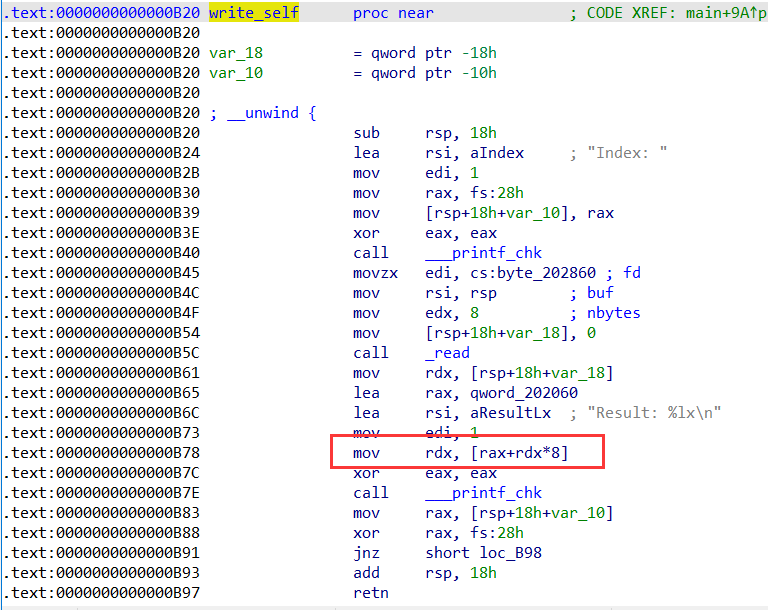 .text:0000000000000B20 write_self proc near ; CODE XREF: main+9A↑p
.text:0000000000000B20
.text:0000000000000B20 var_18 = qword ptr -18h
.text:0000000000000B20 var_10 = qword ptr -10h
.text:0000000000000B20
.text:0000000000000B20 ; __unwind {
.text:0000000000000B20 sub rsp, 18h
.text:0000000000000B24 lea rsi, aIndex ; "Index: "
.text:0000000000000B2B mov edi, 1
.text:0000000000000B30 mov rax, fs:28h
.text:0000000000000B39 mov [rsp+18h+var_10], rax
.text:0000000000000B3E xor eax, eax
.text:0000000000000B40 call ___printf_chk
.text:0000000000000B45 movzx edi, cs:byte_202860 ; fd
.text:0000000000000B4C mov rsi, rsp ; buf
.text:0000000000000B4F mov edx, 8 ; nbytes
.text:0000000000000B54 mov [rsp+18h+var_18], 0
.text:0000000000000B5C call _read
.text:0000000000000B61 mov rdx, [rsp+18h+var_18]
.text:0000000000000B65 lea rax, qword_202060
.text:0000000000000B6C lea rsi, aResultLx ; "Result: %lx\n"
.text:0000000000000B73 mov edi, 1
.text:0000000000000B78 mov rdx, [rax+rdx*8]
.text:0000000000000B7C xor eax, eax
.text:0000000000000B7E call ___printf_chk
.text:0000000000000B83 mov rax, [rsp+18h+var_10]
.text:0000000000000B88 xor rax, fs:28h
.text:0000000000000B91 jnz short loc_B98
.text:0000000000000B93 add rsp, 18h
.text:0000000000000B97 retn